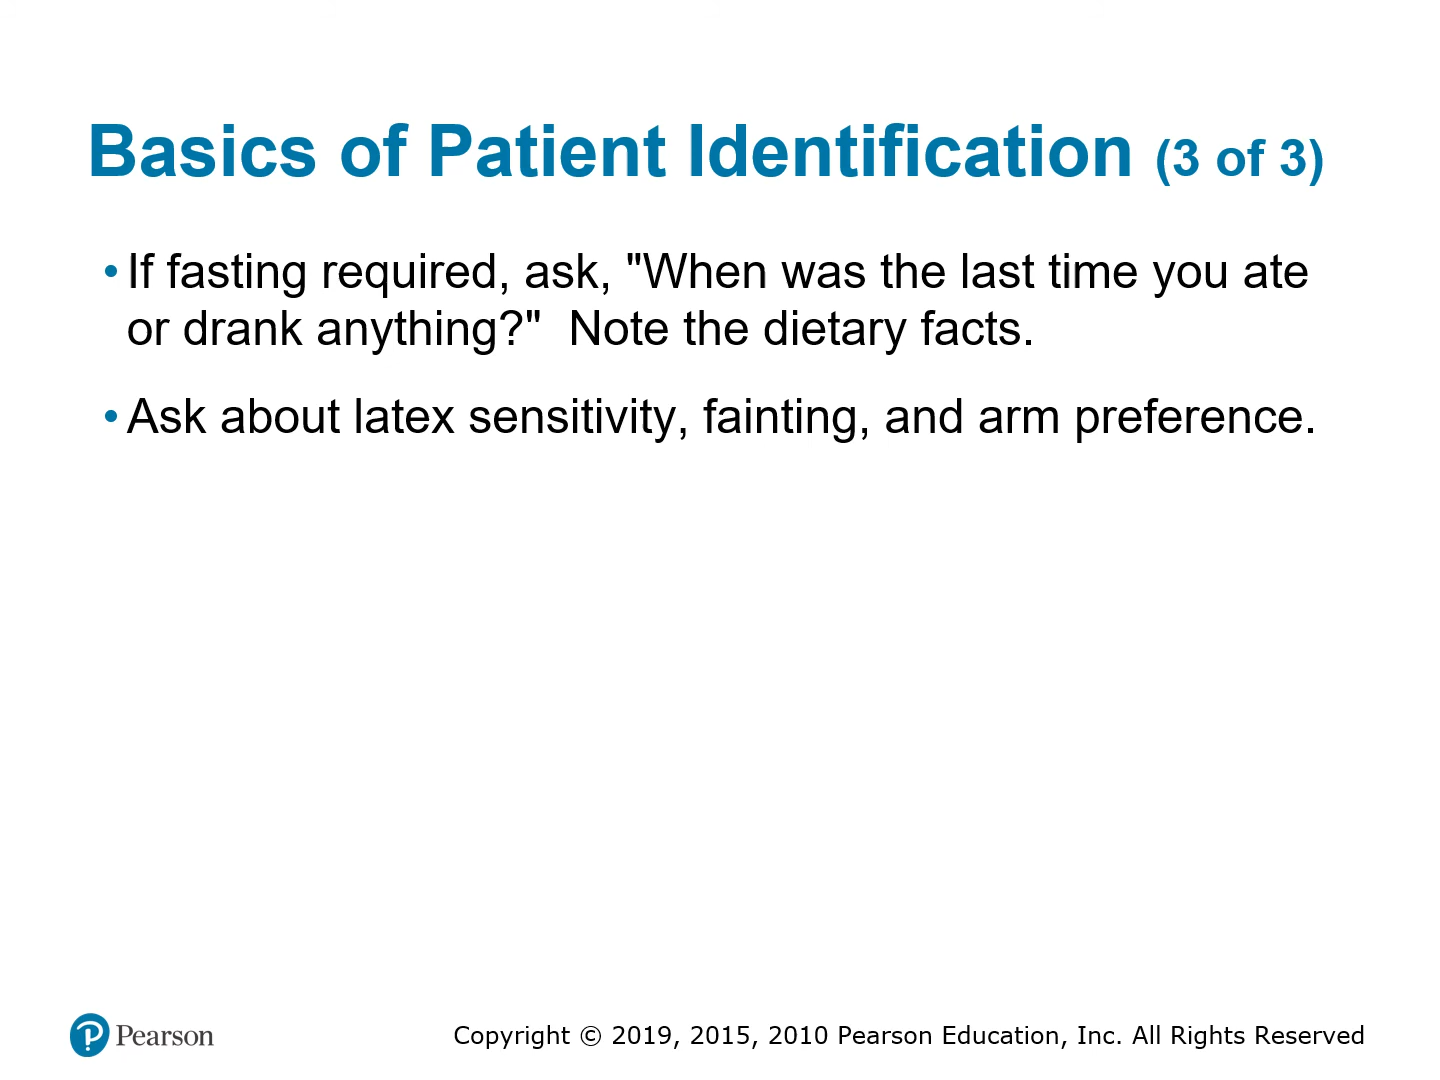 Basics of Patient Identification (3 of 3)
• If fasting required, ask, "When was the last time you ate
or drank anything?"  Note the dietary facts.
• Ask about latex sensitivity, fainting, and arm preference.
Pearson
Copyright © 2019, 2015, 2010 Pearson Education, Inc. All Rights Reserved